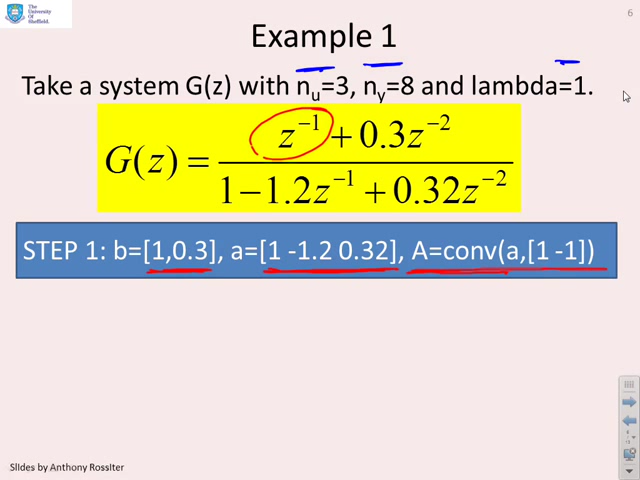 The
University
Of
Sheffield.
6
Example 1
Take a system G(z) with nᵤ=3, nᵧ=8 and lambda=1.
G(z) = (z⁻¹ + 0.3z⁻²) / (1 − 1.2z⁻¹ + 0.32z⁻²)
STEP 1: b=[1,0.3], a=[1 -1.2 0.32], A=conv(a,[1 -1])
Slides by Anthony Rossiter